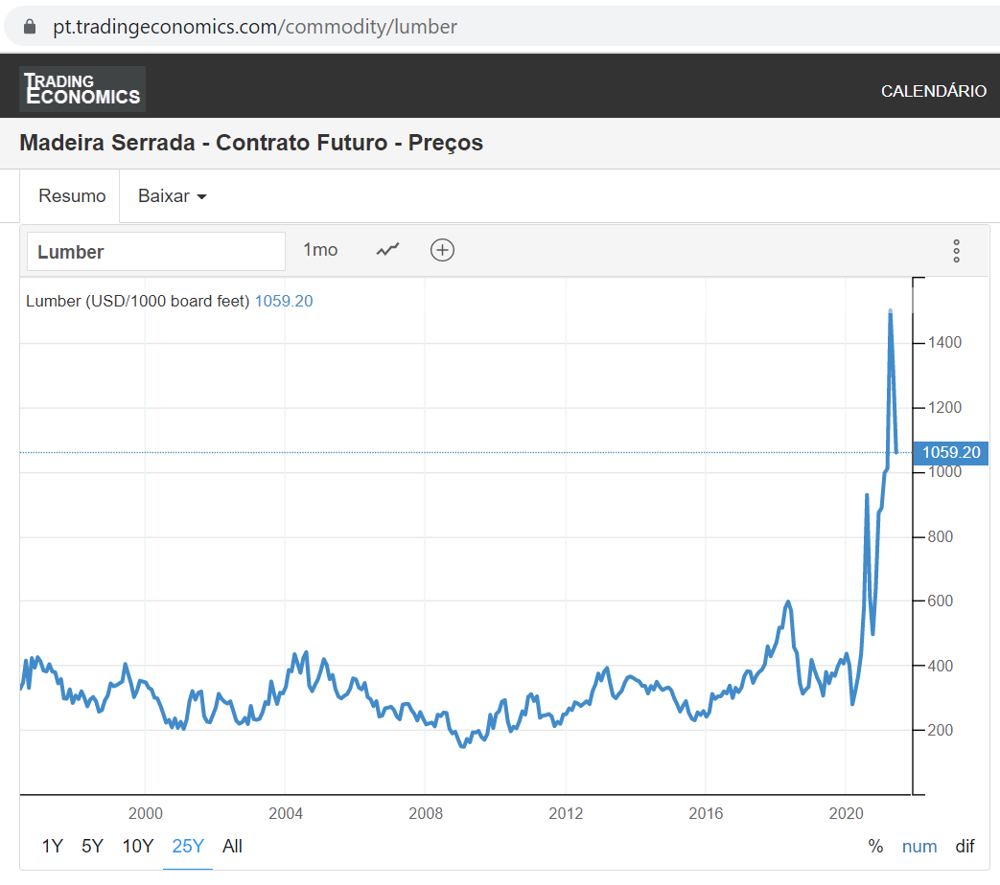 pt.tradingeconomics.com/commodity/lumber
TRADING
ECONOMICS
CALENDÁRIO
Madeira Serrada - Contrato Futuro - Preços
Resumo Baixar
Lumber 1mo
Lumber (USD/1000 board feet) 1059.20
1400
1200
1059.20
1000
800
600
400
200
2000 2004 2008 2012 2016 2020
1Y 5Y 10Y 25Y All % num dif